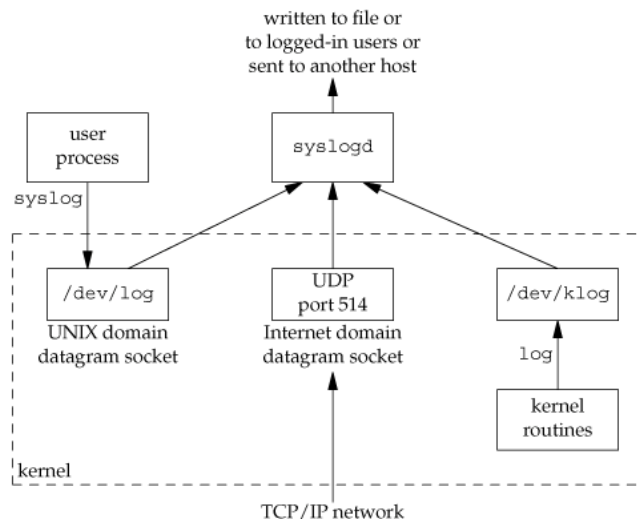 written to file or
to logged-in users or
sent to another host
user
process
syslogd
syslog
/dev/log
UNIX domain
datagram socket
UDP
port 514
Internet domain
datagram socket
/dev/klog
log
kernel
routines
kernel
TCP/IP network